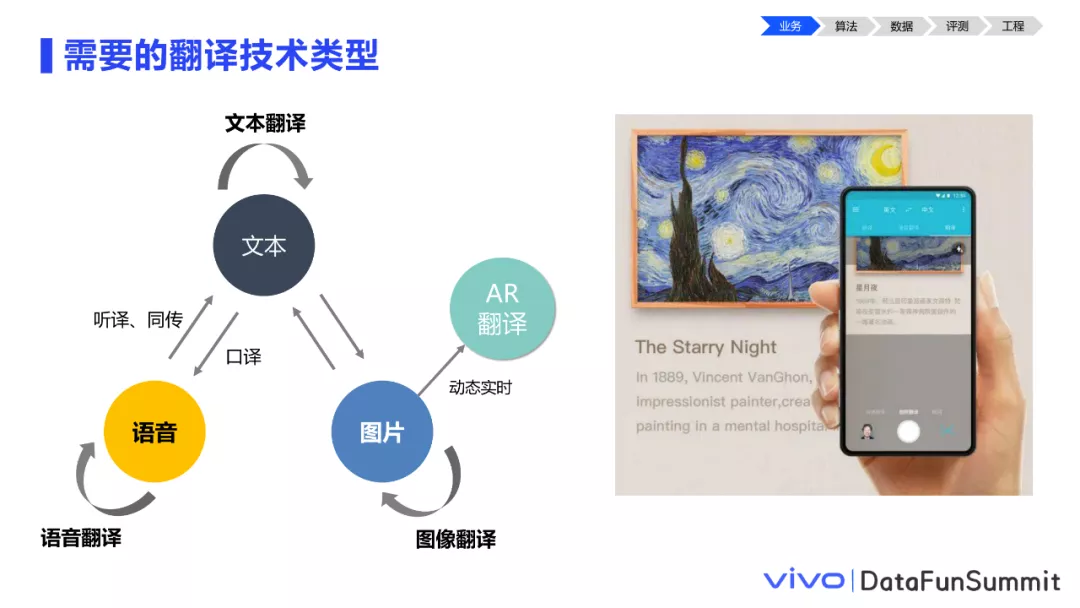 业务 算法 数据 评测 工程
需要的翻译技术类型
文本翻译
文本
听译、同传
口译
AR
翻译
动态实时
语音
图片
语音翻译
图像翻译
英文 中文
星月夜
The Starry Night
In 1889, Vincent VanGhon,
impressionist painter,crea
painting in a mental hospital
vivo DataFunSummit